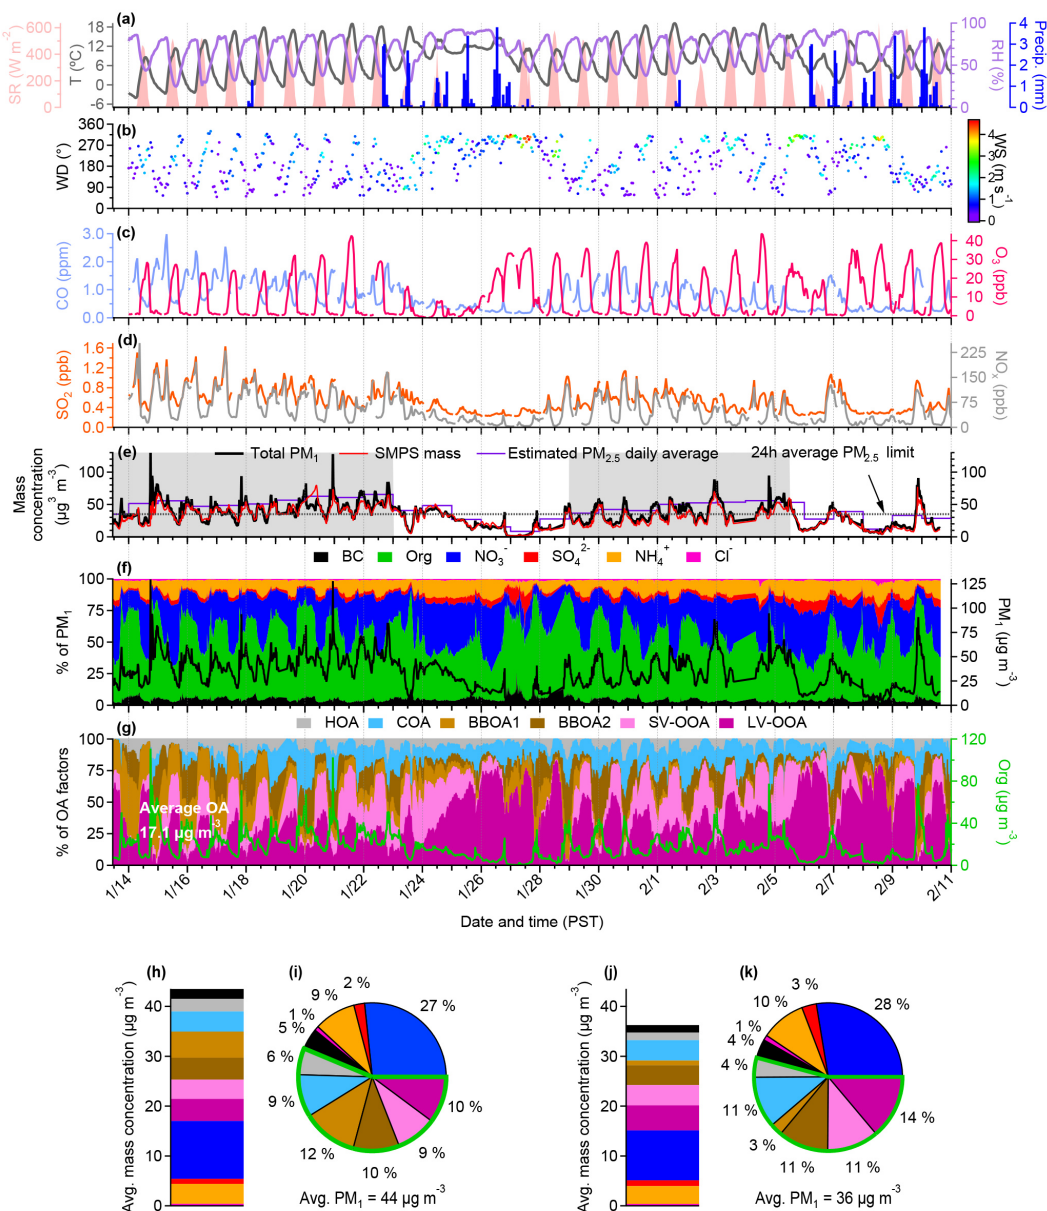 (a)
SR (W m-2)
600
400
200
0
T (ºC)
18
12
6
0
-6
100
50
0
RH (%)
4
3
2
1
0
Precip. (mm)
(b)
WD (°)
360
270
180
90
0
4
3
2
1
0
WS (m s-1)
(c)
CO (ppm)
3.0
2.0
1.0
0.0
40
30
20
10
0
O3 (ppb)
(d)
SO2 (ppb)
1.6
1.2
0.8
0.4
0.0
225
150
75
0
NOx (ppb)
(e)
Total PM1
SMPS mass
Estimated PM2.5 daily average
24h average PM2.5 limit
Mass
concentration
(µg3 m-3)
100
50
0
100
50
0
BC
Org
NO3-
SO42-
NH4+
Cl-
(f)
% of PM1
100
75
50
25
0
125
100
75
50
25
0
PM1 (µg m-3)
HOA
COA
BBOA1
BBOA2
SV-OOA
LV-OOA
(g)
% of OA factors
100
75
50
25
0
Average OA
17.1 µg m-3
120
80
40
0
Org (µg m-3)
1/14
1/16
1/18
1/20
1/22
1/24
1/26
1/28
1/30
2/1
2/3
2/5
2/7
2/9
2/11
Date and time (PST)
(h)
Avg. mass concentration (µg m-3)
40
30
20
10
0
(i)
2 %
9 %
27 %
1 %
5 %
6 %
9 %
12 %
10 %
9 %
10 %
Avg. PM1 = 44 µg m-3
(j)
Avg. mass concentration (µg m-3)
40
30
20
10
0
(k)
3 %
10 %
28 %
1 %
4 %
4 %
11 %
3 %
11 %
11 %
14 %
Avg. PM1 = 36 µg m-3